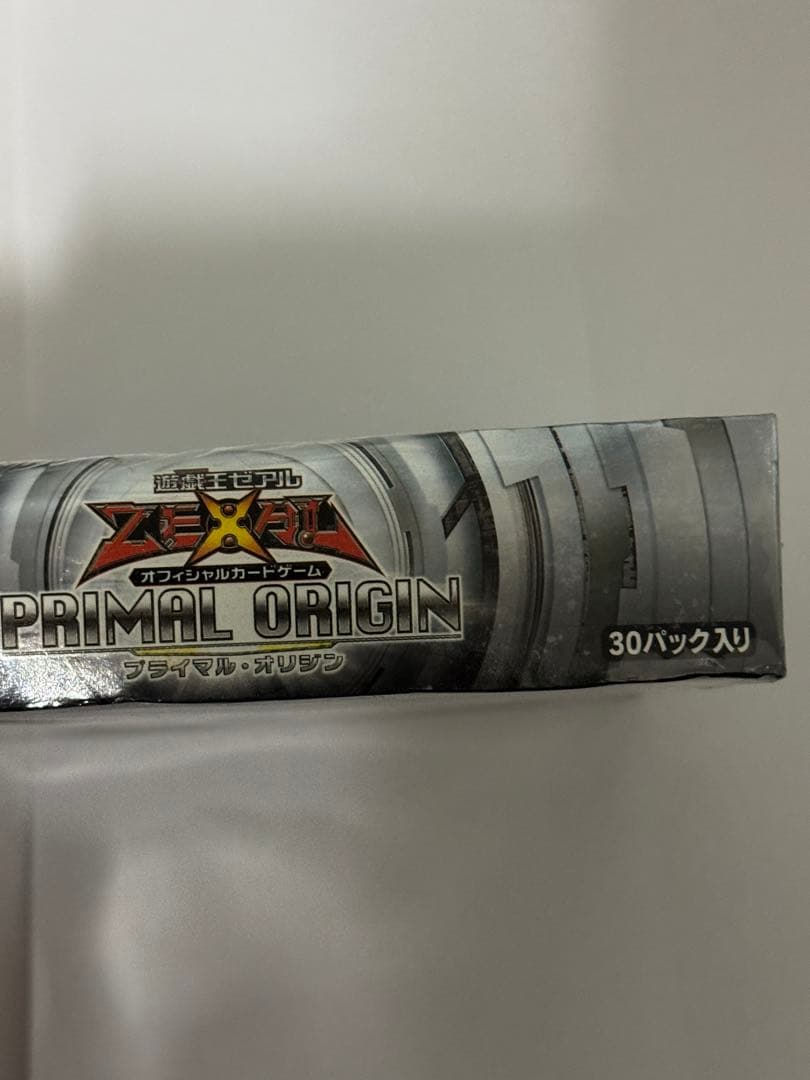 遊戯王ゼアル
ZEXAL
オフィシャルカードゲーム
PRIMAL ORIGIN
プライマル・オリジン
30パック入り